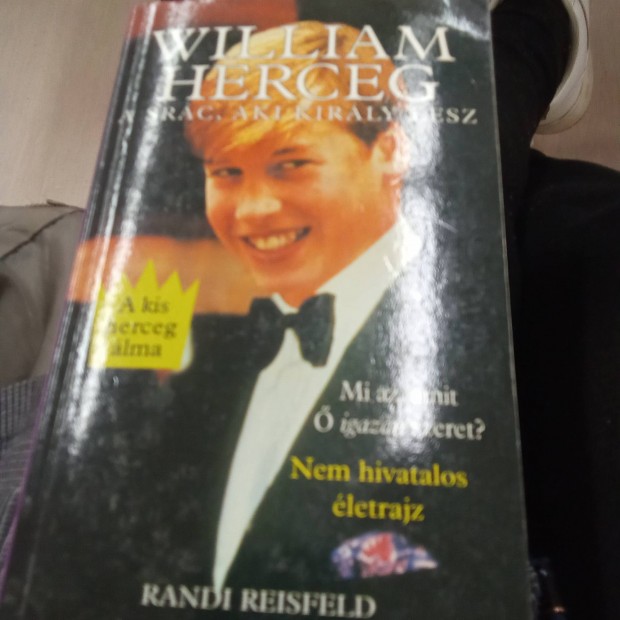 WILLIAM
HERCEG
A SRÁC, AKI KIRÁLY LESZ
A kis
herceg
álma
Mi az, amit
Ő igazán szeret?
Nem hivatalos
életrajz
RANDI REISFELD